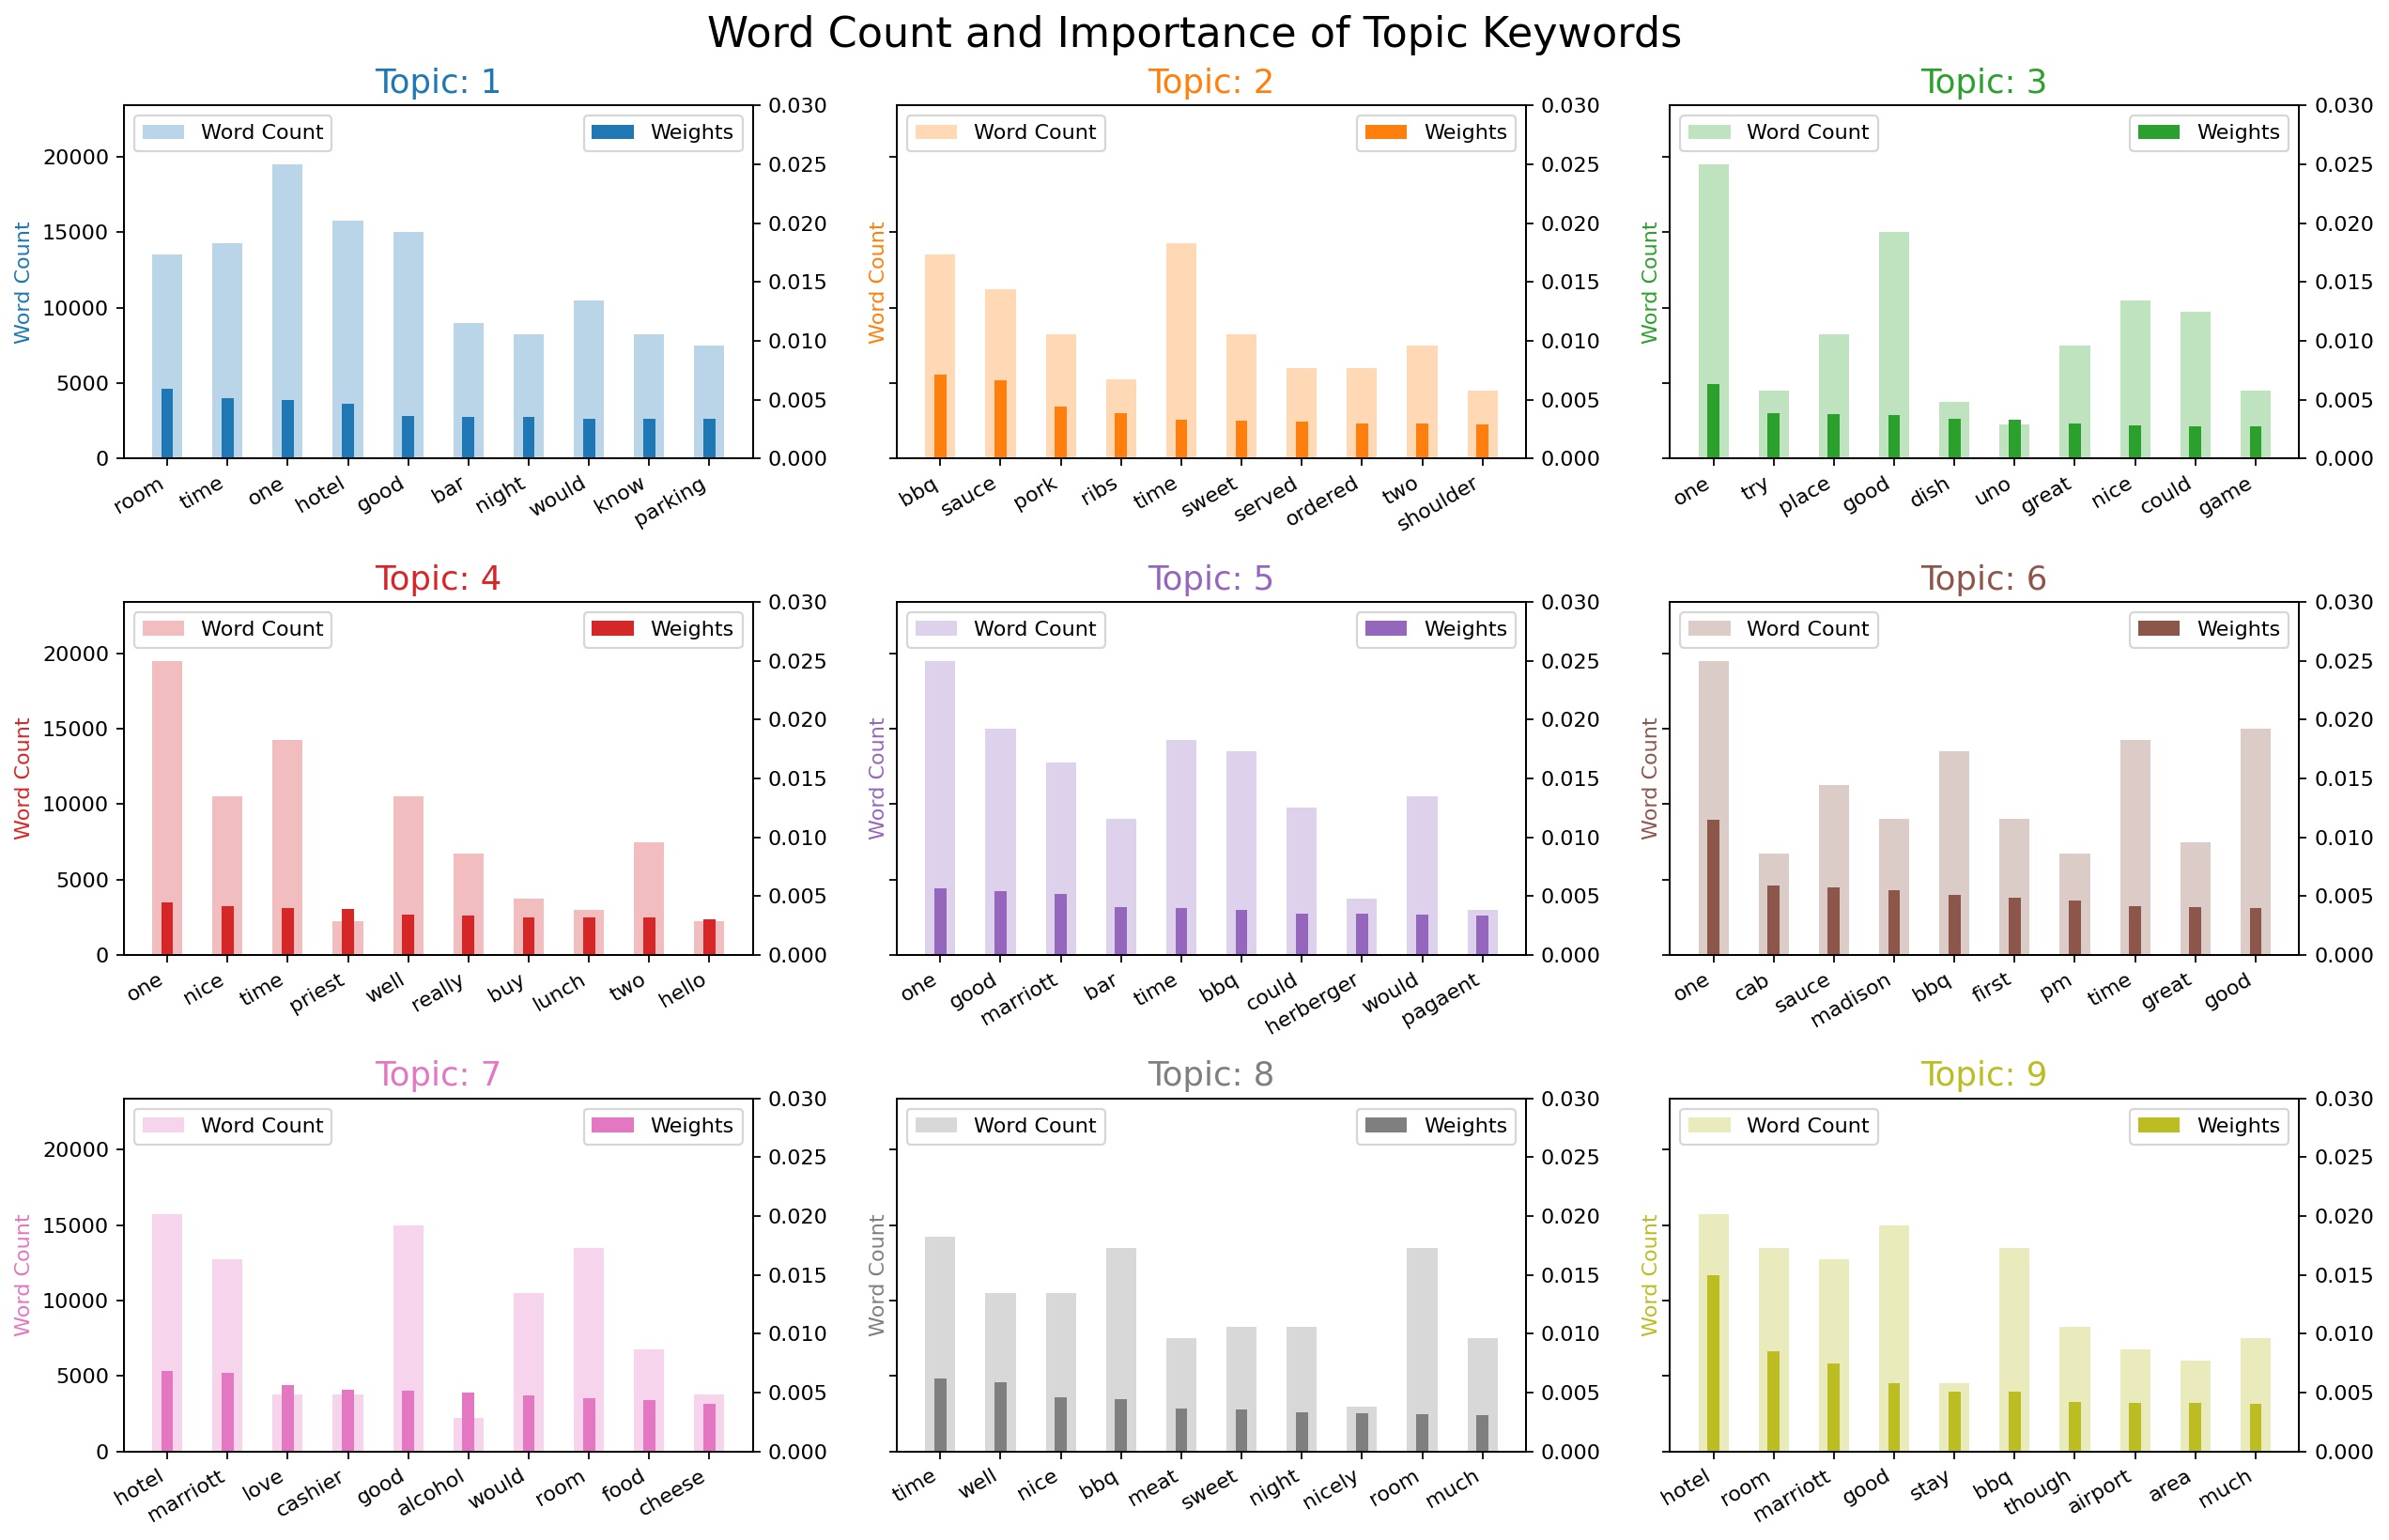 Word Count and Importance of Topic Keywords
Topic: 1
Word Count
Weights
Word Count
20000
15000
10000
5000
0
0.030
0.025
0.020
0.015
0.010
0.005
0.000
room time one hotel good bar night would know parking
Topic: 2
Word Count
Weights
Word Count
0.030
0.025
0.020
0.015
0.010
0.005
0.000
bbq sauce pork ribs time sweet served ordered two shoulder
Topic: 3
Word Count
Weights
Word Count
0.030
0.025
0.020
0.015
0.010
0.005
0.000
one try place good dish uno great nice could game
Topic: 4
Word Count
Weights
Word Count
20000
15000
10000
5000
0
0.030
0.025
0.020
0.015
0.010
0.005
0.000
one nice time priest well really buy lunch two hello
Topic: 5
Word Count
Weights
Word Count
0.030
0.025
0.020
0.015
0.010
0.005
0.000
one good marriott bar time bbq could herberger would pagaent
Topic: 6
Word Count
Weights
Word Count
0.030
0.025
0.020
0.015
0.010
0.005
0.000
one cab sauce madison bbq first pm time great good
Topic: 7
Word Count
Weights
Word Count
20000
15000
10000
5000
0
0.030
0.025
0.020
0.015
0.010
0.005
0.000
hotel marriott love cashier good alcohol would room food cheese
Topic: 8
Word Count
Weights
Word Count
0.030
0.025
0.020
0.015
0.010
0.005
0.000
time well nice bbq meat sweet night nicely room much
Topic: 9
Word Count
Weights
Word Count
0.030
0.025
0.020
0.015
0.010
0.005
0.000
hotel room marriott good stay bbq though airport area much